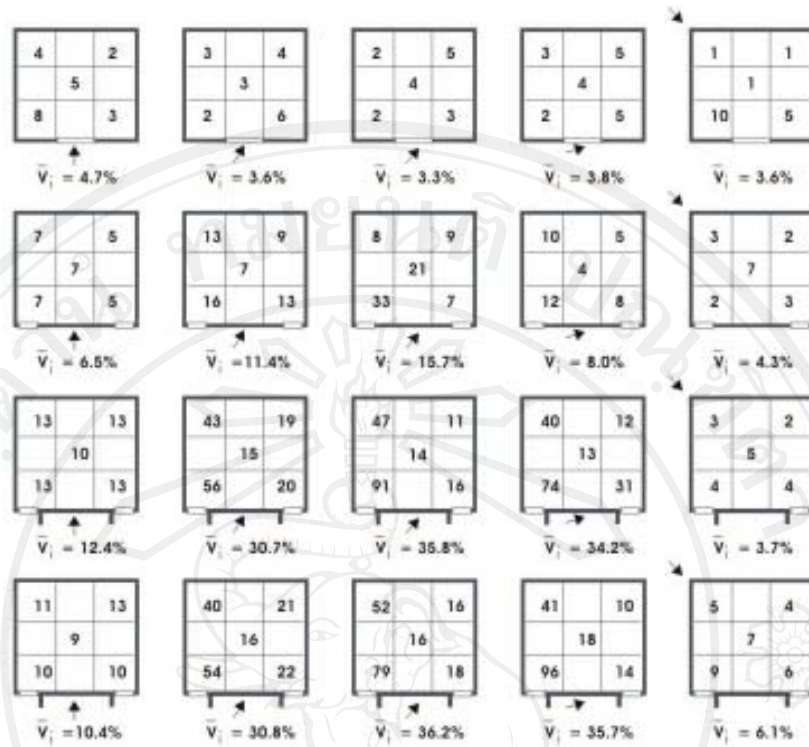 4 2 3 4 2 5 3 5 1 1
5 3 4 4 1
8 3 2 6 2 3 2 5 10 5
V̄i = 4.7% V̄i = 3.6% V̄i = 3.3% V̄i = 3.8% V̄i = 3.6%
7 5 13 9 8 9 10 5 3 2
7 7 21 4 7
7 5 16 13 33 7 12 8 2 3
V̄i = 6.5% V̄i =11.4% V̄i = 15.7% V̄i = 8.0% V̄i = 4.3%
13 13 43 19 47 11 40 12 3 2
10 15 14 13 5
13 13 56 20 91 16 74 31 4 4
V̄i = 12.4% V̄i = 30.7% V̄i = 35.8% V̄i = 34.2% V̄i = 3.7%
11 13 40 21 52 16 41 10 5 4
9 16 16 18 7
10 10 54 22 79 18 96 14 9 6
V̄i =10.4% V̄i = 30.8% V̄i = 36.2% V̄i = 35.7% V̄i = 6.1%